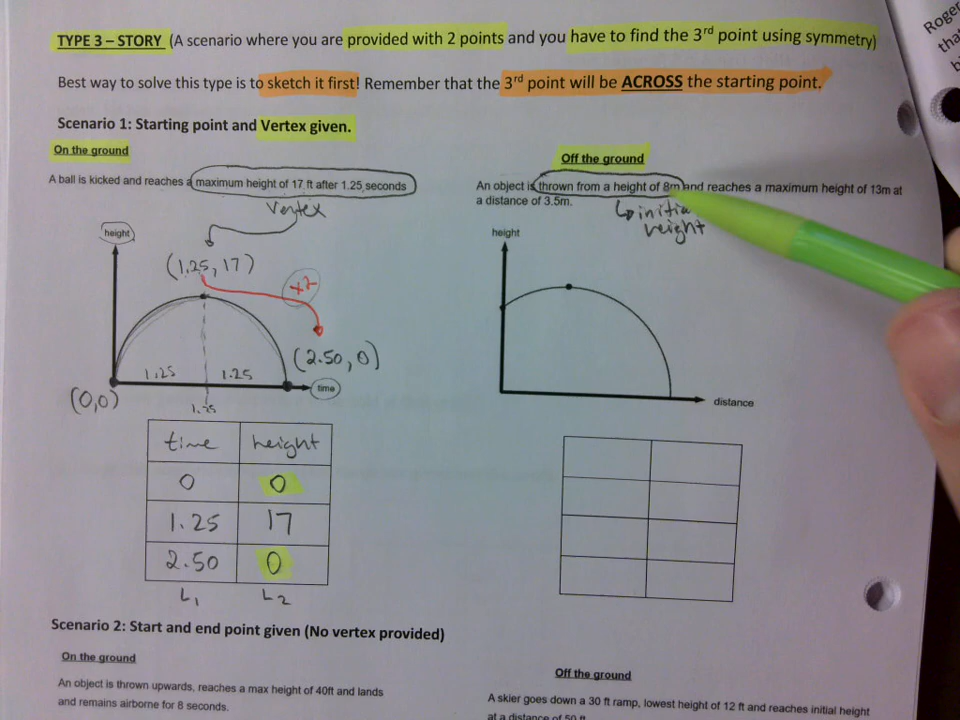 TYPE 3 – STORY (A scenario where you are provided with 2 points and you have to find the 3rd point using symmetry)
Best way to solve this type is to sketch it first! Remember that the 3rd point will be ACROSS the starting point.
Scenario 1: Starting point and Vertex given.
On the ground
A ball is kicked and reaches a maximum height of 17 ft after 1.25 seconds
Vertex
height
(1.25, 17)
x2
(2.50, 0)
1.25 1.25
time
(0,0)
1.25
time height
0 0
1.25 17
2.50 0
L1 L2
Off the ground
An object is thrown from a height of 8m and reaches a maximum height of 13m at
a distance of 3.5m.
height
distance
Scenario 2: Start and end point given (No vertex provided)
On the ground
An object is thrown upwards, reaches a max height of 40ft and lands
and remains airborne for 8 seconds.
Off the ground
A skier goes down a 30 ft ramp, lowest height of 12 ft and reaches initial height
at a distance of 50 ft